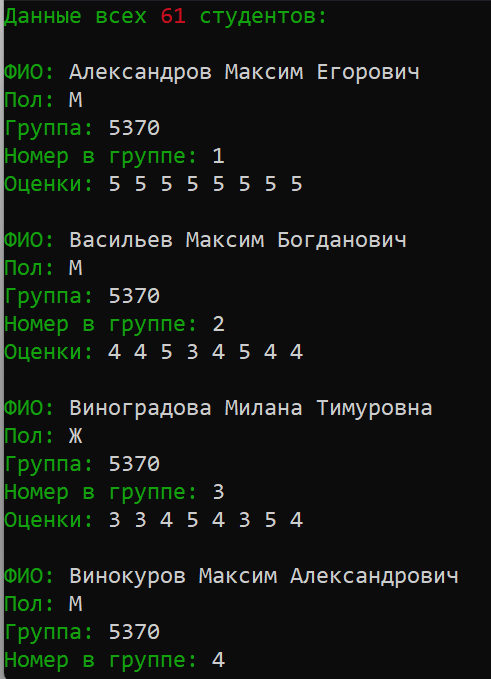 Данные всех 61 студентов:
ФИО: Александров Максим Егорович
Пол: М
Группа: 5370
Номер в группе: 1
Оценки: 5 5 5 5 5 5 5 5
ФИО: Васильев Максим Богданович
Пол: М
Группа: 5370
Номер в группе: 2
Оценки: 4 4 5 3 4 5 4 4
ФИО: Виноградова Милана Тимуровна
Пол: Ж
Группа: 5370
Номер в группе: 3
Оценки: 3 3 4 5 4 3 5 4
ФИО: Винокуров Максим Александрович
Пол: М
Группа: 5370
Номер в группе: 4